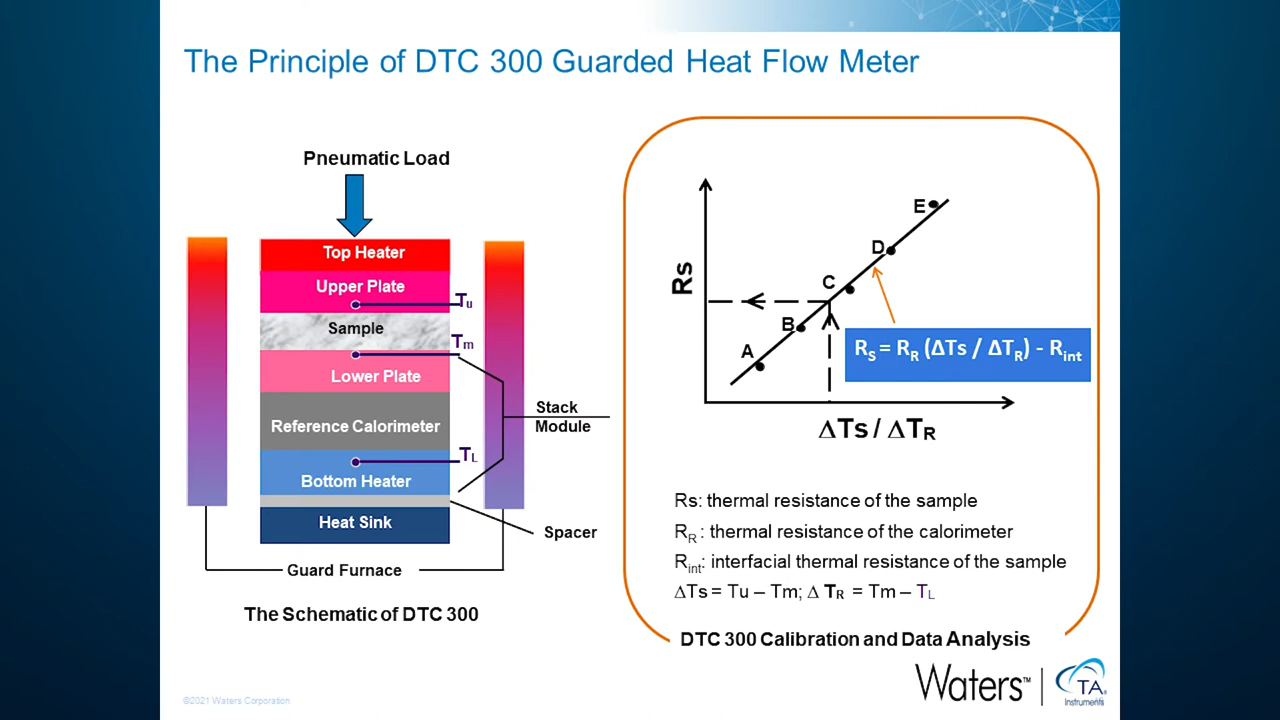 The Principle of DTC 300 Guarded Heat Flow Meter
Pneumatic Load
Top Heater
Upper Plate
Tu
Sample
Tm
Lower Plate
Stack
Module
Reference Calorimeter
TL
Bottom Heater
Heat Sink
Spacer
Guard Furnace
The Schematic of DTC 300
Rs
A
B
C
D
E
RS = RR (ΔTs / ΔTR) - Rint
ΔTs / ΔTR
Rs: thermal resistance of the sample
RR : thermal resistance of the calorimeter
Rint: interfacial thermal resistance of the sample
ΔTs = Tu – Tm; Δ TR = Tm – TL
DTC 300 Calibration and Data Analysis
Waters™
TA
Instruments
©2021 Waters Corporation